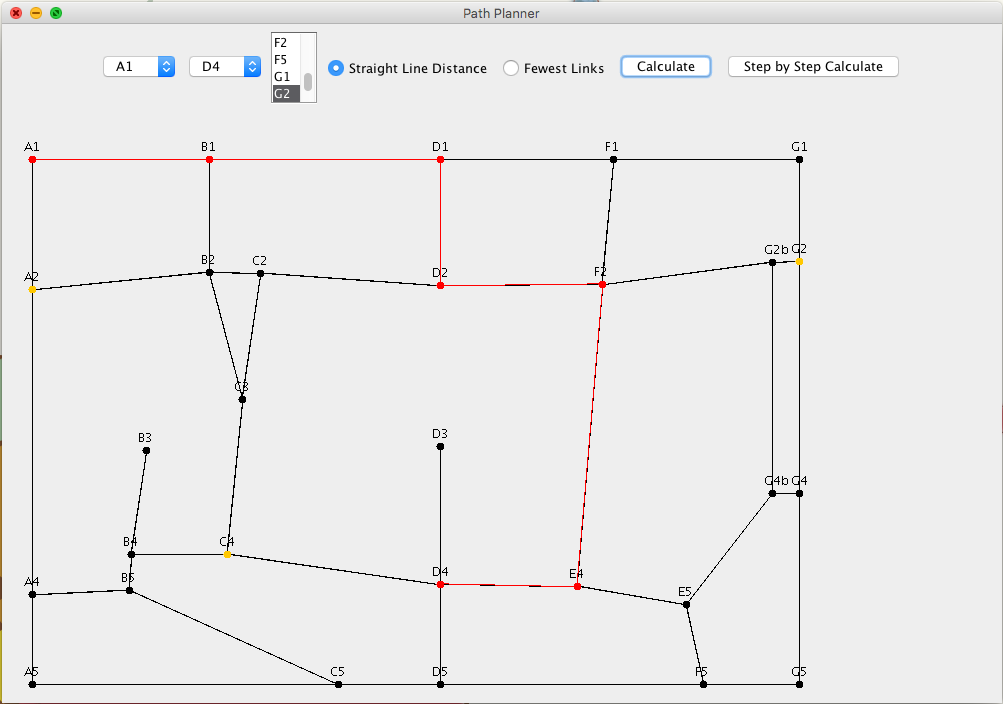 Path Planner
F2
F5
A1 D4 G1 Straight Line Distance Fewest Links Calculate Step by Step Calculate
G2
A1 B1 D1 F1 G1
B2 C2 D2 F2 G2b G2
A2
C3
B3 D3
G4b G4
B4 C4
D4 E4
A4 B5 E5
A5 C5 D5 F5 G5